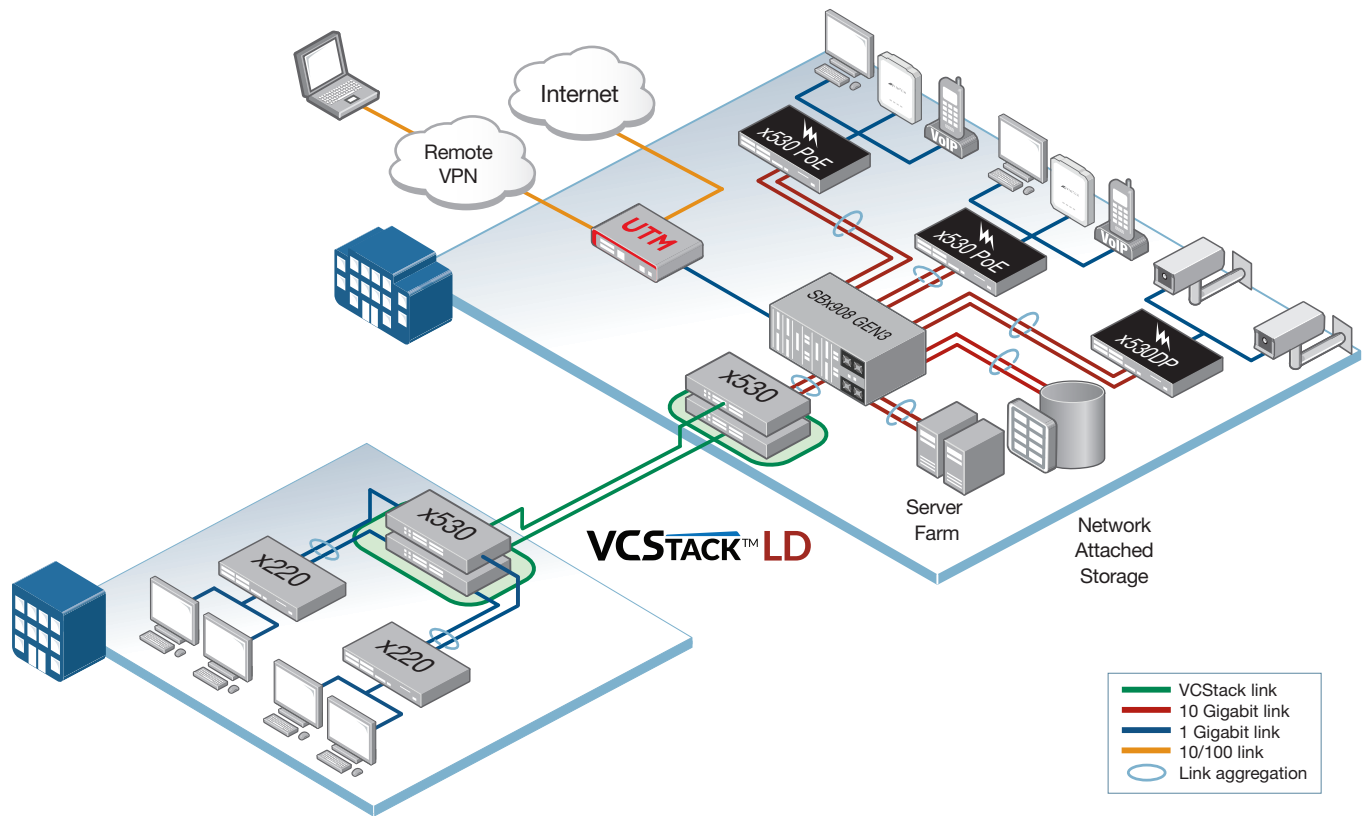 Internet
Remote
VPN
UTM
x530 PoE
VoIP
x530 PoE
VoIP
SBx908 GEN3
x530DP
x530
x530
x220
x220
VCSTACK™ LD
Server
Farm
Network
Attached
Storage
VCStack link
10 Gigabit link
1 Gigabit link
10/100 link
Link aggregation